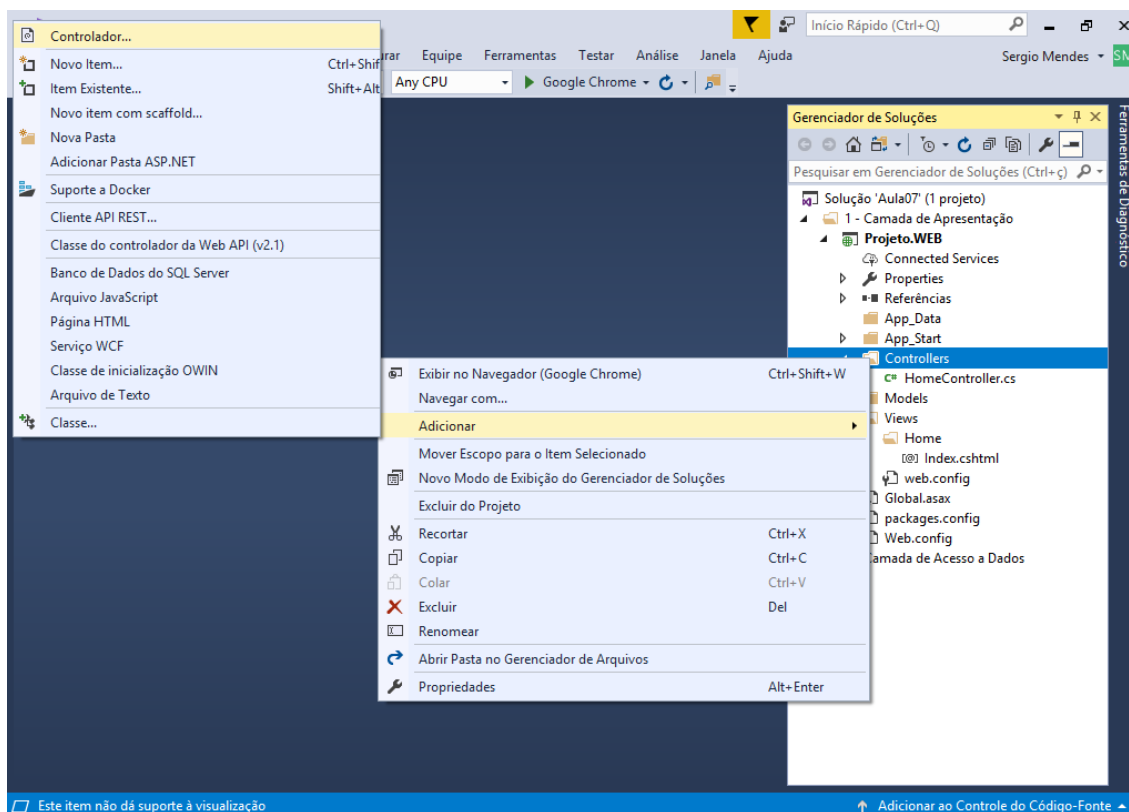 Início Rápido (Ctrl+Q)
Equipe Ferramentas Testar Análise Janela Ajuda
Sergio Mendes SM
Any CPU Google Chrome
Controlador...
Novo Item... Ctrl+Shif
Item Existente... Shift+Alt
Novo item com scaffold...
Nova Pasta
Adicionar Pasta ASP.NET
Suporte a Docker
Cliente API REST...
Classe do controlador da Web API (v2.1)
Banco de Dados do SQL Server
Arquivo JavaScript
Página HTML
Serviço WCF
Classe de inicialização OWIN
Arquivo de Texto
Classe...
Exibir no Navegador (Google Chrome) Ctrl+Shift+W
Navegar com...
Adicionar
Mover Escopo para o Item Selecionado
Novo Modo de Exibição do Gerenciador de Soluções
Excluir do Projeto
Recortar Ctrl+X
Copiar Ctrl+C
Colar Ctrl+V
Excluir Del
Renomear
Abrir Pasta no Gerenciador de Arquivos
Propriedades Alt+Enter
Gerenciador de Soluções
Pesquisar em Gerenciador de Soluções (Ctrl+ç)
Solução 'Aula07' (1 projeto)
1 - Camada de Apresentação
Projeto.WEB
Connected Services
Properties
Referências
App_Data
App_Start
Controllers
C# HomeController.cs
Models
Views
Home
[@] Index.cshtml
web.config
Global.asax
packages.config
Web.config
amada de Acesso a Dados
Ferramentas de Diagnóstico
Este item não dá suporte à visualização
Adicionar ao Controle do Código-Fonte